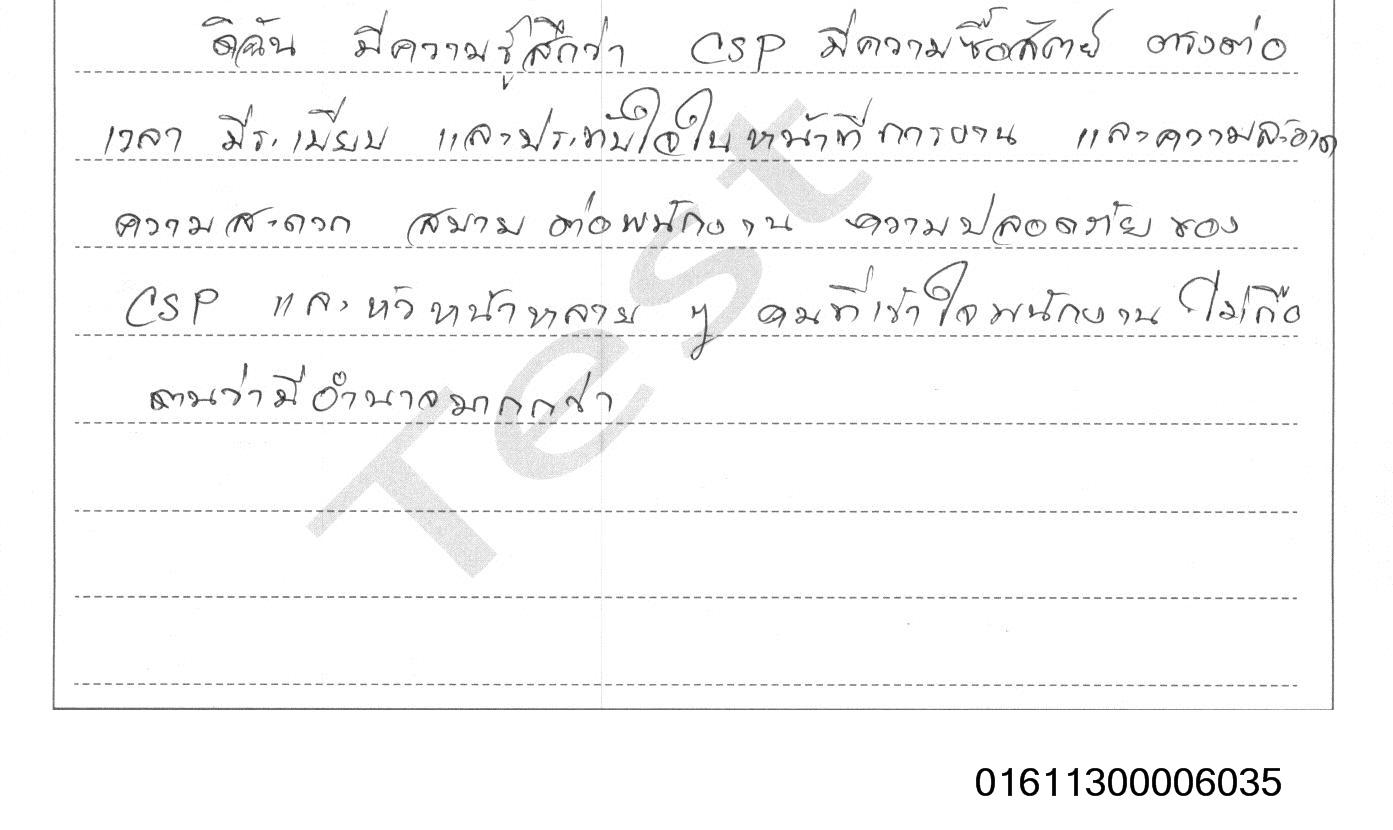 ดิฉัน มีความรู้สึกว่า CSP มีความซื่อสัตย์ ตรงต่อ
เวลา มีระเบียบ และประทับใจในหน้าที่การงาน และความสะอาด
ความสะดวก สบาย ต่อพนักงาน ความปลอดภัยของ
CSP และหัวหน้าหลาย ๆ คนที่เข้าใจพนักงาน ไม่ถือ
ตนว่ามีอำนาจมากกว่า
Test
01611300006035